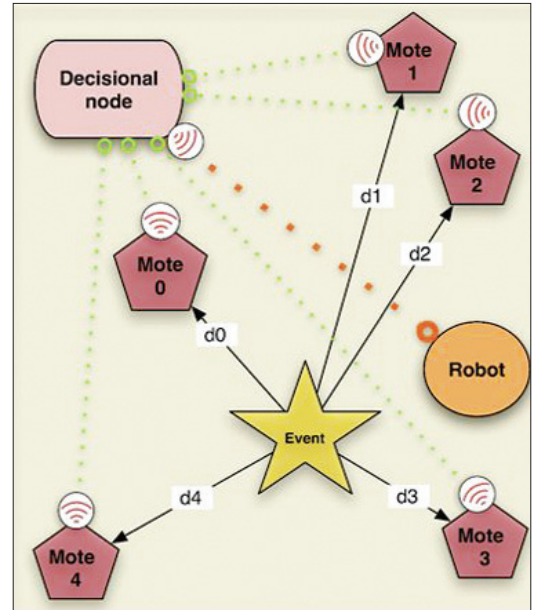 Decisional
node
Mote
1
Mote
2
d1
d2
Mote
0
d0
Robot
Event
d4
d3
Mote
3
Mote
4